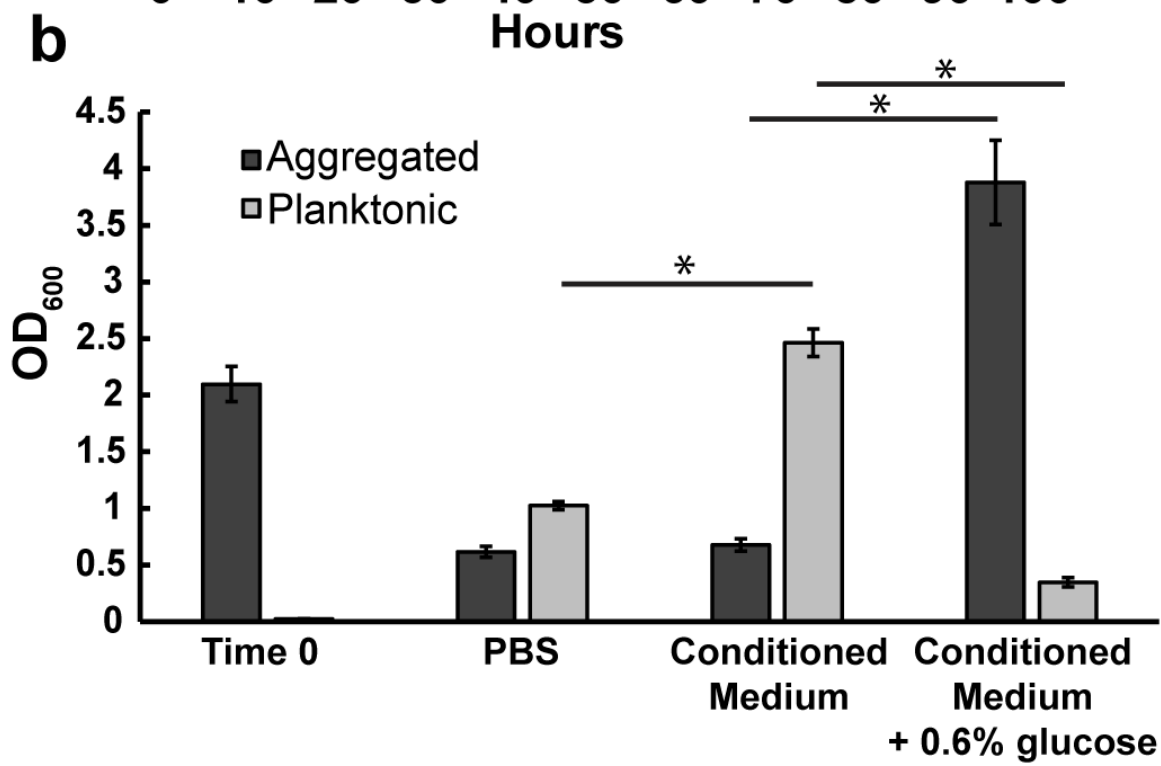 Hours
b
*
*
4.5
Aggregated
4
Planktonic
3.5
*
3
2.5
OD600
2
1.5
1
0.5
0
Time 0 PBS Conditioned Medium Conditioned Medium + 0.6% glucose